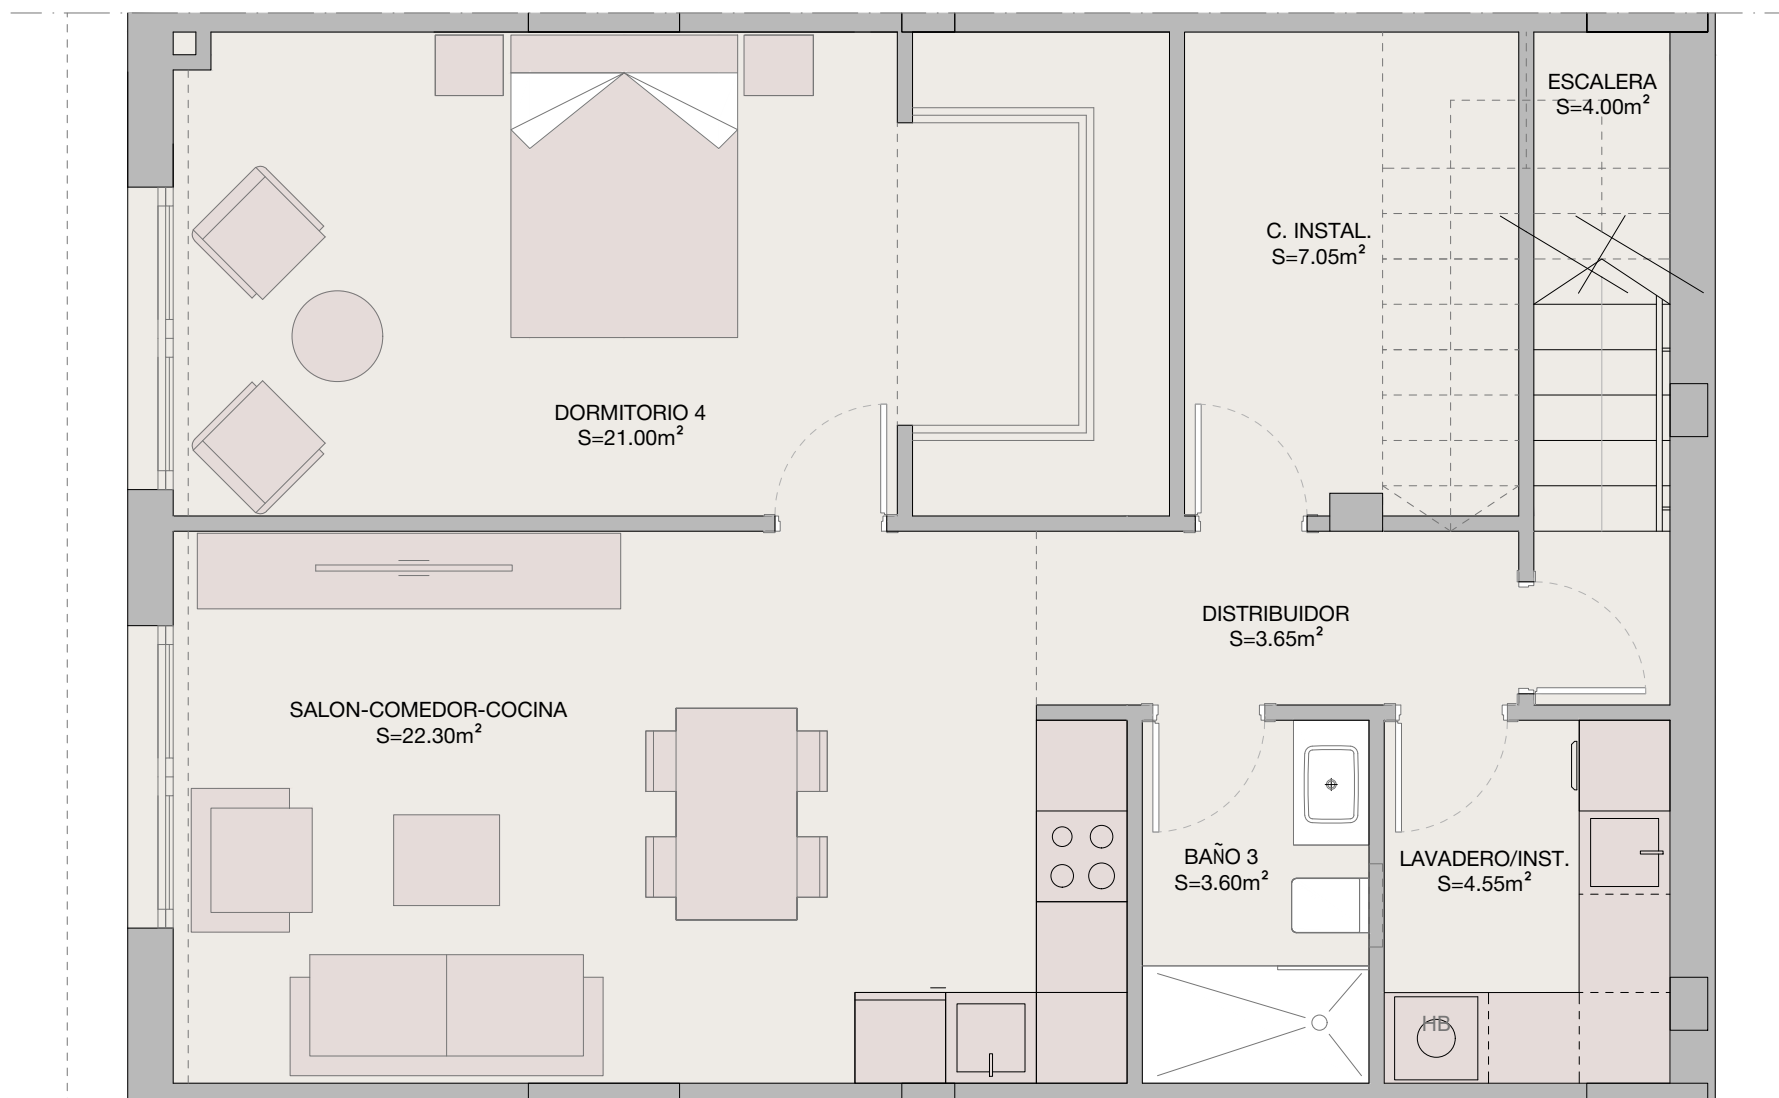 ESCALERA
S=4.00m²
C. INSTAL.
S=7.05m²
DORMITORIO 4
S=21.00m²
DISTRIBUIDOR
S=3.65m²
SALON-COMEDOR-COCINA
S=22.30m²
BAÑO 3
S=3.60m²
LAVADERO/INST.
S=4.55m²
HB